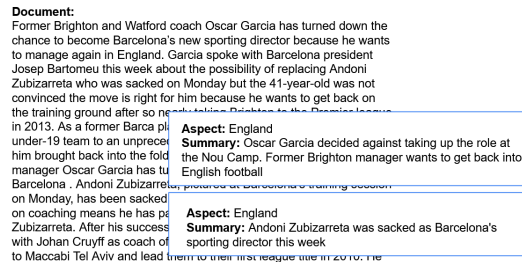 Document:
Former Brighton and Watford coach Oscar Garcia has turned down the
chance to become Barcelona's new sporting director because he wants
to manage again in England. Garcia spoke with Barcelona president
Josep Bartomeu this week about the possibility of replacing Andoni
Zubizarreta who was sacked on Monday but the 41-year-old was not
convinced the move is right for him because he wants to get back on
the training ground after so nearly taking Brighton to the Premier league
in 2013. As a former Barca
under-19 team to an
him brought back into the fold
manager Oscar Garcia has
Barcelona . Andoni Zubizarreta, pictured at Barcelona's training session
on Monday, has been sacked
on coaching means he has
Zubizarreta. After his success
with Johan Cruyff as coach of
to Maccabi Tel Aviv and lead them to their first league title in 2010. He
Aspect: England
Summary: Oscar Garcia decided against taking up the role at
the Nou Camp. Former Brighton manager wants to get back into
English football
Aspect: England
Summary: Andoni Zubizarreta was sacked as Barcelona's
sporting director this week